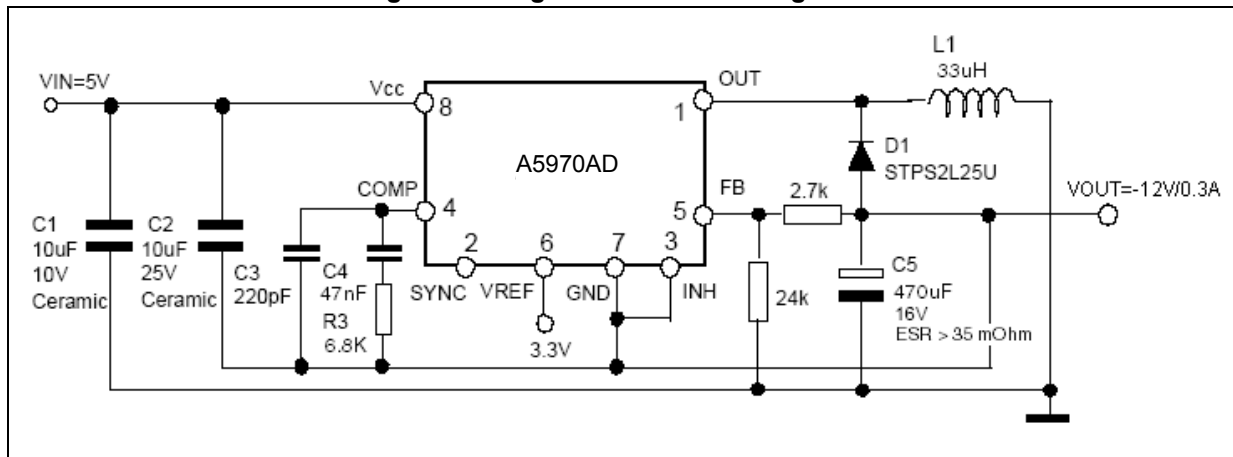 VIN=5V
Vcc
8
A5970AD
OUT
1
L1
33uH
D1
STPS2L25U
COMP
4
FB
5
2.7k
VOUT=-12V/0.3A
C1
10uF
10V
Ceramic
C2
10uF
25V
Ceramic
C3
220pF
C4
47nF
R3
6.8K
2
SYNC
6
VREF
3.3V
7
GND
3
INH
24k
C5
470uF
16V
ESR > 35 mOhm